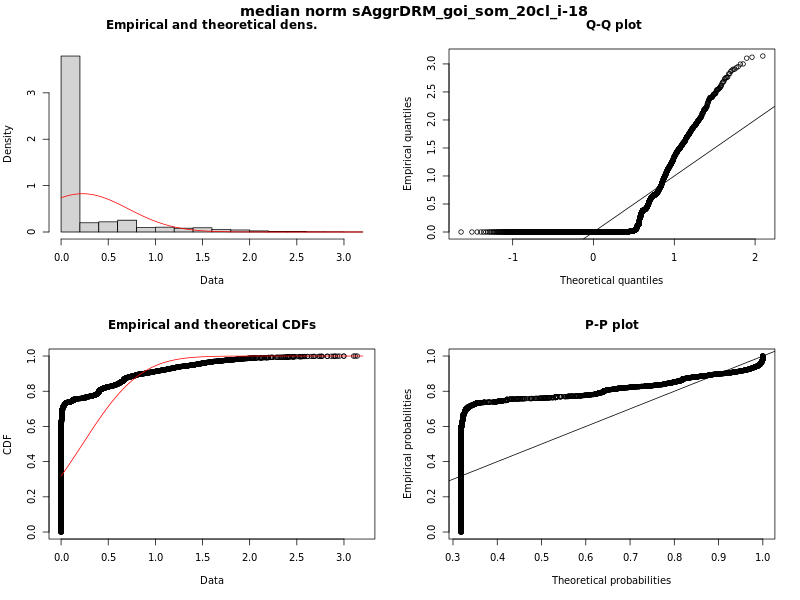 median norm sAggrDRM_goi_som_20cl_i-18
Empirical and theoretical dens.
Density
0 1 2 3
0.0 0.5 1.0 1.5 2.0 2.5 3.0
Data
Q-Q plot
Empirical quantiles
0.0 0.5 1.0 1.5 2.0 2.5 3.0
-1 0 1 2
Theoretical quantiles
Empirical and theoretical CDFs
CDF
0.0 0.2 0.4 0.6 0.8 1.0
0.0 0.5 1.0 1.5 2.0 2.5 3.0
Data
P-P plot
Empirical probabilities
0.0 0.2 0.4 0.6 0.8 1.0
0.3 0.4 0.5 0.6 0.7 0.8 0.9 1.0
Theoretical probabilities